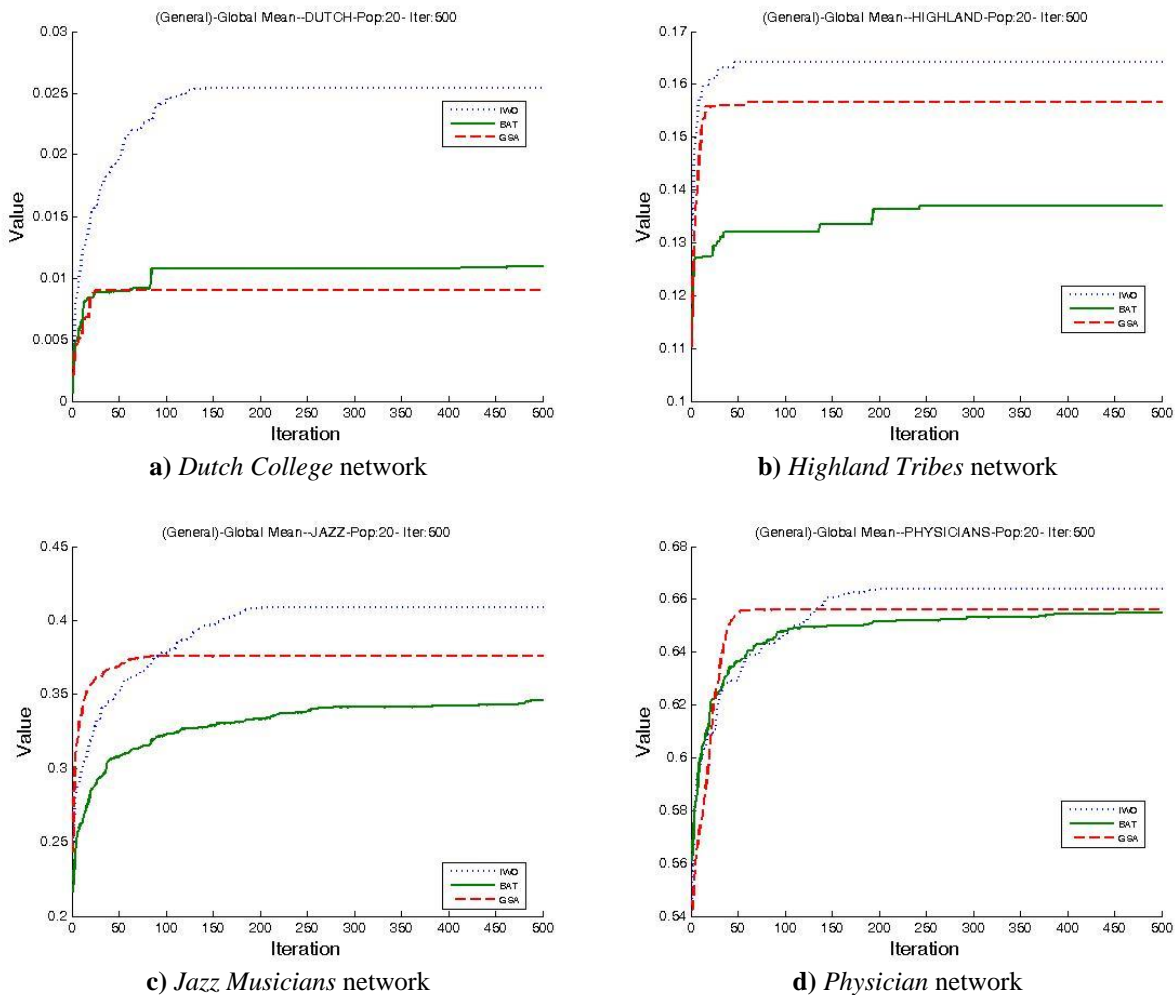 (General)-Global Mean--DUTCH-Pop:20- Iter:500
0.03
0.025
0.02
0.015
0.01
0.005
0
Value
IWO
BAT
GSA
0 50 100 150 200 250 300 350 400 450 500
Iteration
a) Dutch College network
(General)-Global Mean--HIGHLAND-Pop:20- Iter:500
0.17
0.16
0.15
0.14
0.13
0.12
0.11
0.1
Value
IWO
BAT
GSA
0 50 100 150 200 250 300 350 400 450 500
Iteration
b) Highland Tribes network
(General)-Global Mean--JAZZ-Pop:20- Iter:500
0.45
0.4
0.35
0.3
0.25
0.2
Value
IWO
BAT
GSA
0 50 100 150 200 250 300 350 400 450 500
Iteration
c) Jazz Musicians network
(General)-Global Mean--PHYSICIANS-Pop:20- Iter:500
0.68
0.66
0.64
0.62
0.6
0.58
0.56
0.54
Value
IWO
BAT
GSA
0 50 100 150 200 250 300 350 400 450 500
Iteration
d) Physician network